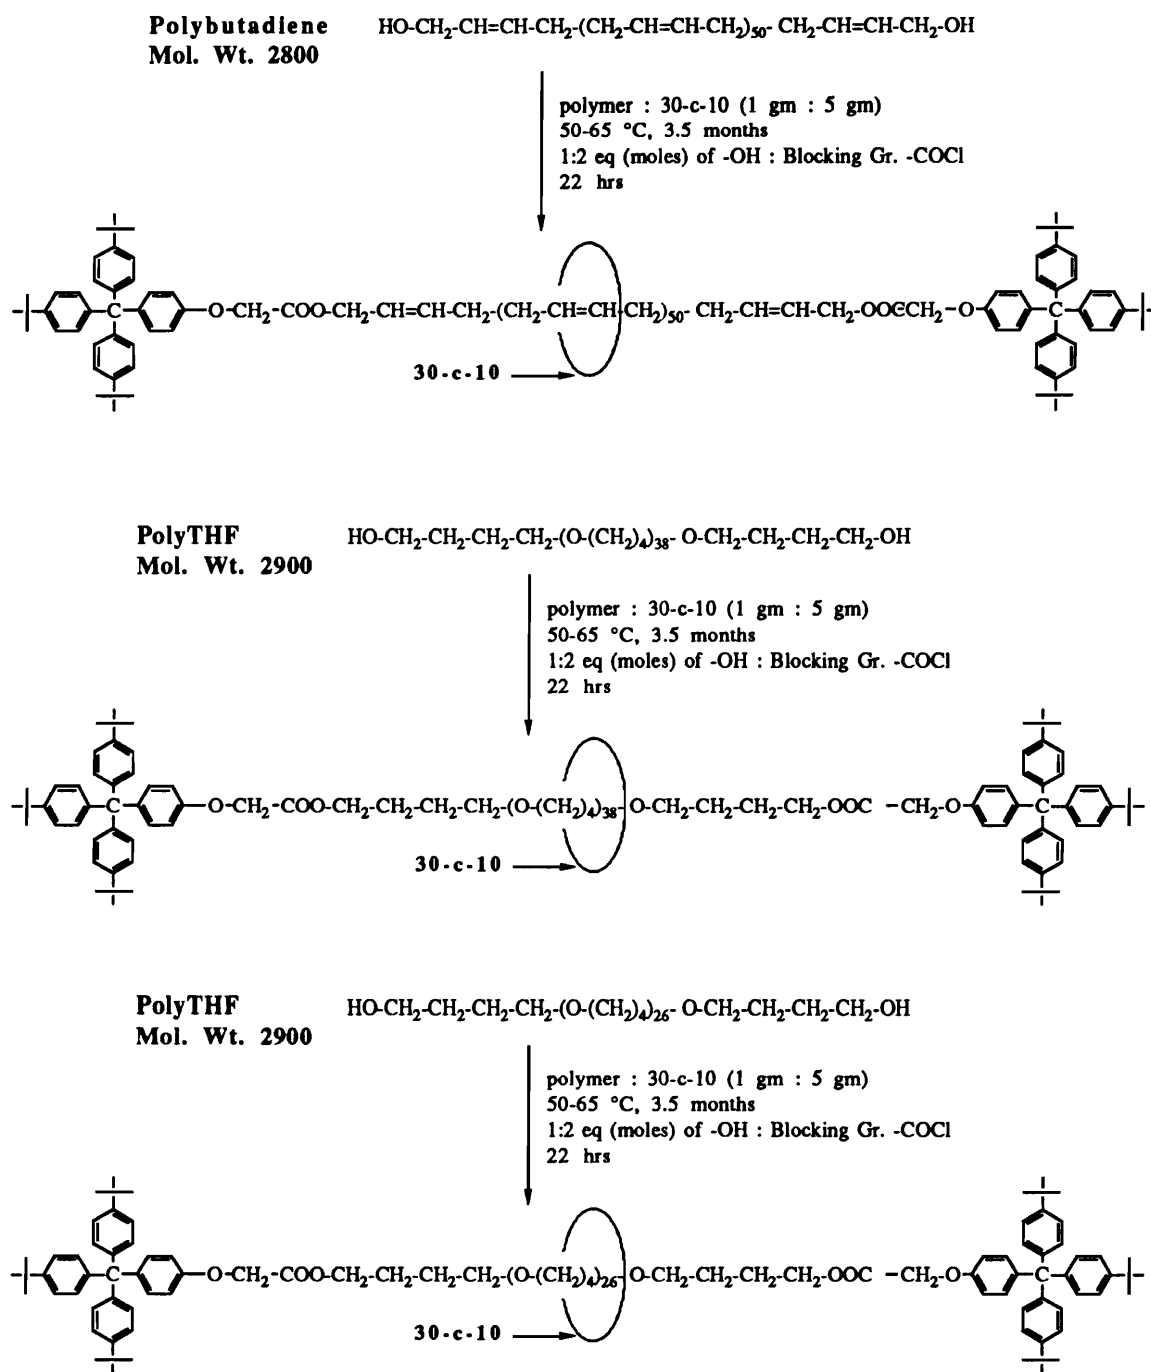 Polybutadiene HO-CH₂-CH=CH-CH₂-(CH₂-CH=CH-CH₂)₅₀- CH₂-CH=CH-CH₂-OH
Mol. Wt. 2800
polymer : 30-c-10 (1 gm : 5 gm)
50-65 °C, 3.5 months
1:2 eq (moles) of -OH : Blocking Gr. -COCl
22 hrs
C O-CH₂-COO-CH₂-CH=CH-CH₂-(CH₂-CH=CH-CH₂)₅₀- CH₂-CH=CH-CH₂-OOC-CH₂-O C
30-c-10
PolyTHF HO-CH₂-CH₂-CH₂-CH₂-(O-(CH₂)₄)₃₈- O-CH₂-CH₂-CH₂-CH₂-OH
Mol. Wt. 2900
polymer : 30-c-10 (1 gm : 5 gm)
50-65 °C, 3.5 months
1:2 eq (moles) of -OH : Blocking Gr. -COCl
22 hrs
C O-CH₂-COO-CH₂-CH₂-CH₂-CH₂-(O-(CH₂)₄)₃₈- O-CH₂-CH₂-CH₂-CH₂-OOC -CH₂-O C
30-c-10
PolyTHF HO-CH₂-CH₂-CH₂-CH₂-(O-(CH₂)₄)₂₆- O-CH₂-CH₂-CH₂-CH₂-OH
Mol. Wt. 2900
polymer : 30-c-10 (1 gm : 5 gm)
50-65 °C, 3.5 months
1:2 eq (moles) of -OH : Blocking Gr. -COCl
22 hrs
C O-CH₂-COO-CH₂-CH₂-CH₂-CH₂-(O-(CH₂)₄)₂₆- O-CH₂-CH₂-CH₂-CH₂-OOC -CH₂-O C
30-c-10